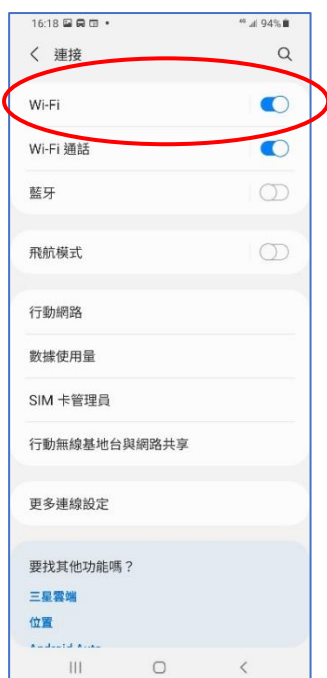 16:18
94%
連接
Wi-Fi
Wi-Fi 通話
藍牙
飛航模式
行動網路
數據使用量
SIM 卡管理員
行動無線基地台與網路共享
更多連線設定
要找其他功能嗎？
三星雲端
位置
Android Auto